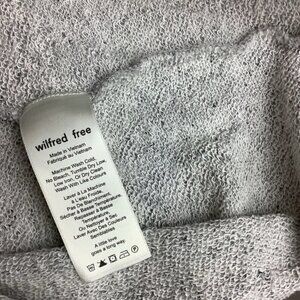 wilfred free
Made in Vietnam
Fabriqué au Vietnam
Machine Wash Cold,
No Bleach, Tumble Dry Low,
Low Iron, Or Dry Clean.
Wash With Like Colours
Laver À La Machine
À L'eau Froide,
Pas De Blanchiment,
Sécher À Basse Température,
Repasser À Basse
Température,
Ou Nettoyer À Sec
Laver Avec Des Couleurs
Semblables
A little love
goes a long way.